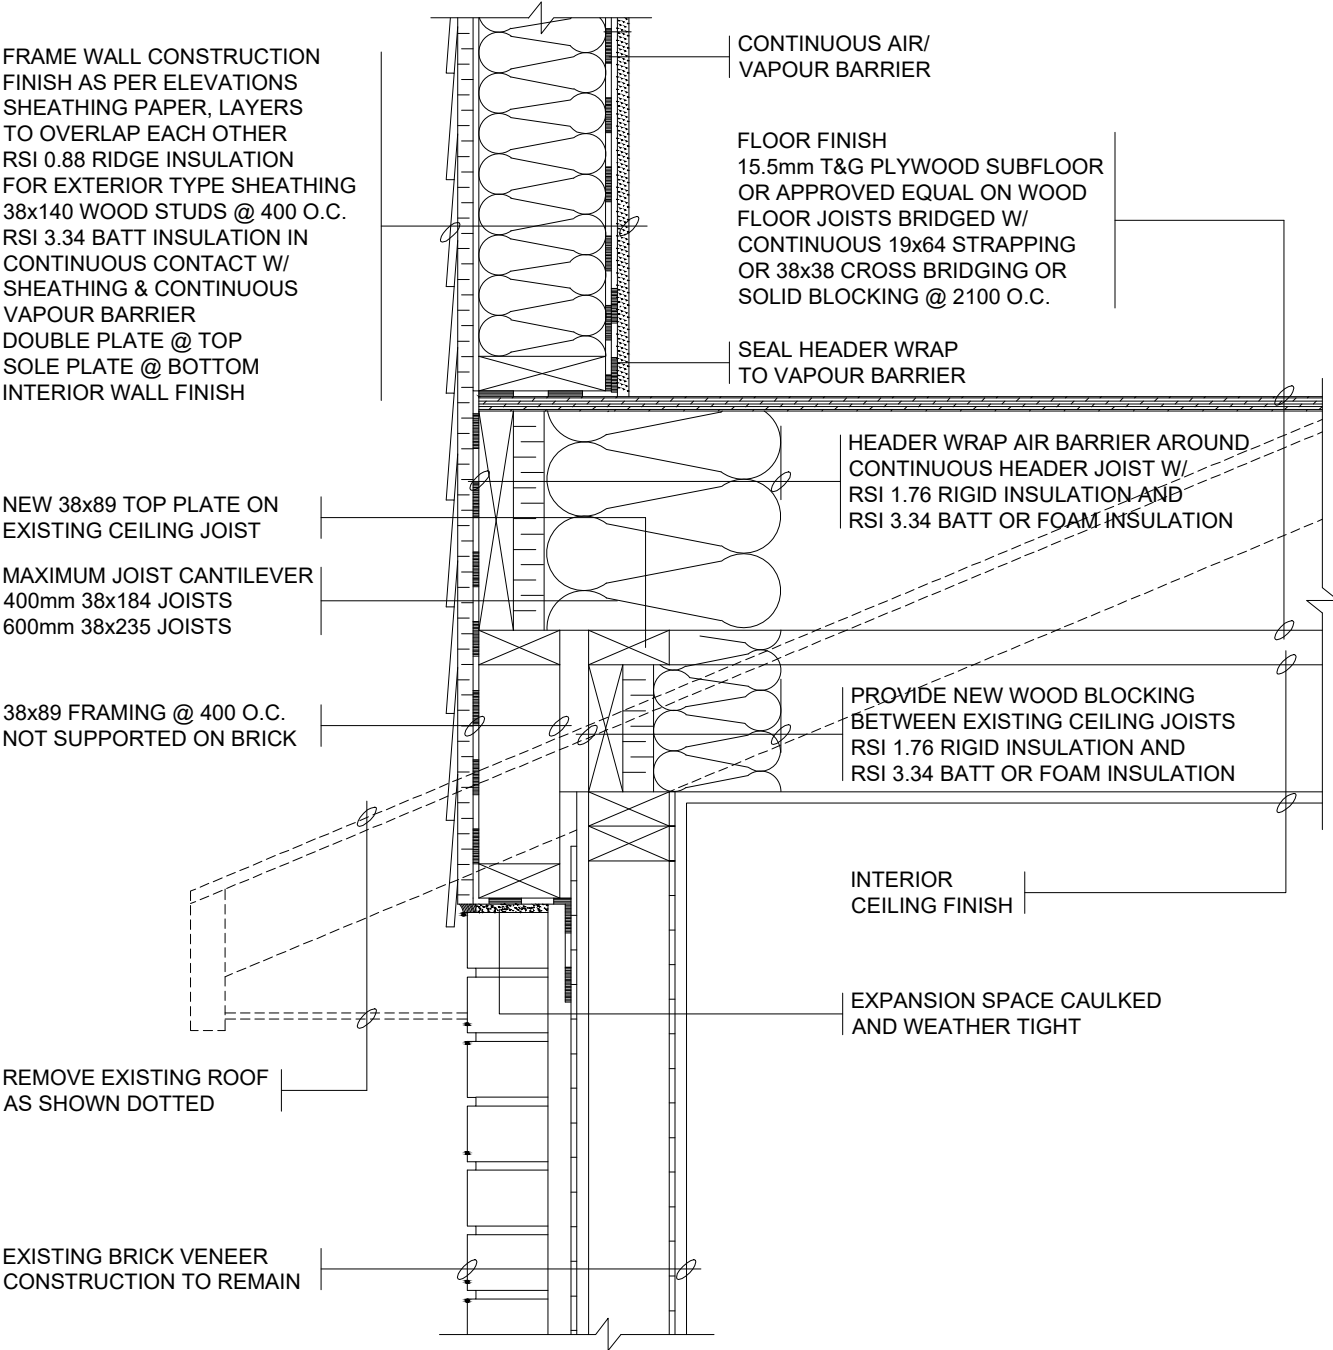 FRAME WALL CONSTRUCTION
FINISH AS PER ELEVATIONS
SHEATHING PAPER, LAYERS
TO OVERLAP EACH OTHER
RSI 0.88 RIDGE INSULATION
FOR EXTERIOR TYPE SHEATHING
38x140 WOOD STUDS @ 400 O.C.
RSI 3.34 BATT INSULATION IN
CONTINUOUS CONTACT W/
SHEATHING & CONTINUOUS
VAPOUR BARRIER
DOUBLE PLATE @ TOP
SOLE PLATE @ BOTTOM
INTERIOR WALL FINISH
NEW 38x89 TOP PLATE ON
EXISTING CEILING JOIST
MAXIMUM JOIST CANTILEVER
400mm 38x184 JOISTS
600mm 38x235 JOISTS
38x89 FRAMING @ 400 O.C.
NOT SUPPORTED ON BRICK
REMOVE EXISTING ROOF
AS SHOWN DOTTED
EXISTING BRICK VENEER
CONSTRUCTION TO REMAIN
CONTINUOUS AIR/
VAPOUR BARRIER
FLOOR FINISH
15.5mm T&G PLYWOOD SUBFLOOR
OR APPROVED EQUAL ON WOOD
FLOOR JOISTS BRIDGED W/
CONTINUOUS 19x64 STRAPPING
OR 38x38 CROSS BRIDGING OR
SOLID BLOCKING @ 2100 O.C.
SEAL HEADER WRAP
TO VAPOUR BARRIER
HEADER WRAP AIR BARRIER AROUND
CONTINUOUS HEADER JOIST W/
RSI 1.76 RIGID INSULATION AND
RSI 3.34 BATT OR FOAM INSULATION
PROVIDE NEW WOOD BLOCKING
BETWEEN EXISTING CEILING JOISTS
RSI 1.76 RIGID INSULATION AND
RSI 3.34 BATT OR FOAM INSULATION
INTERIOR
CEILING FINISH
EXPANSION SPACE CAULKED
AND WEATHER TIGHT